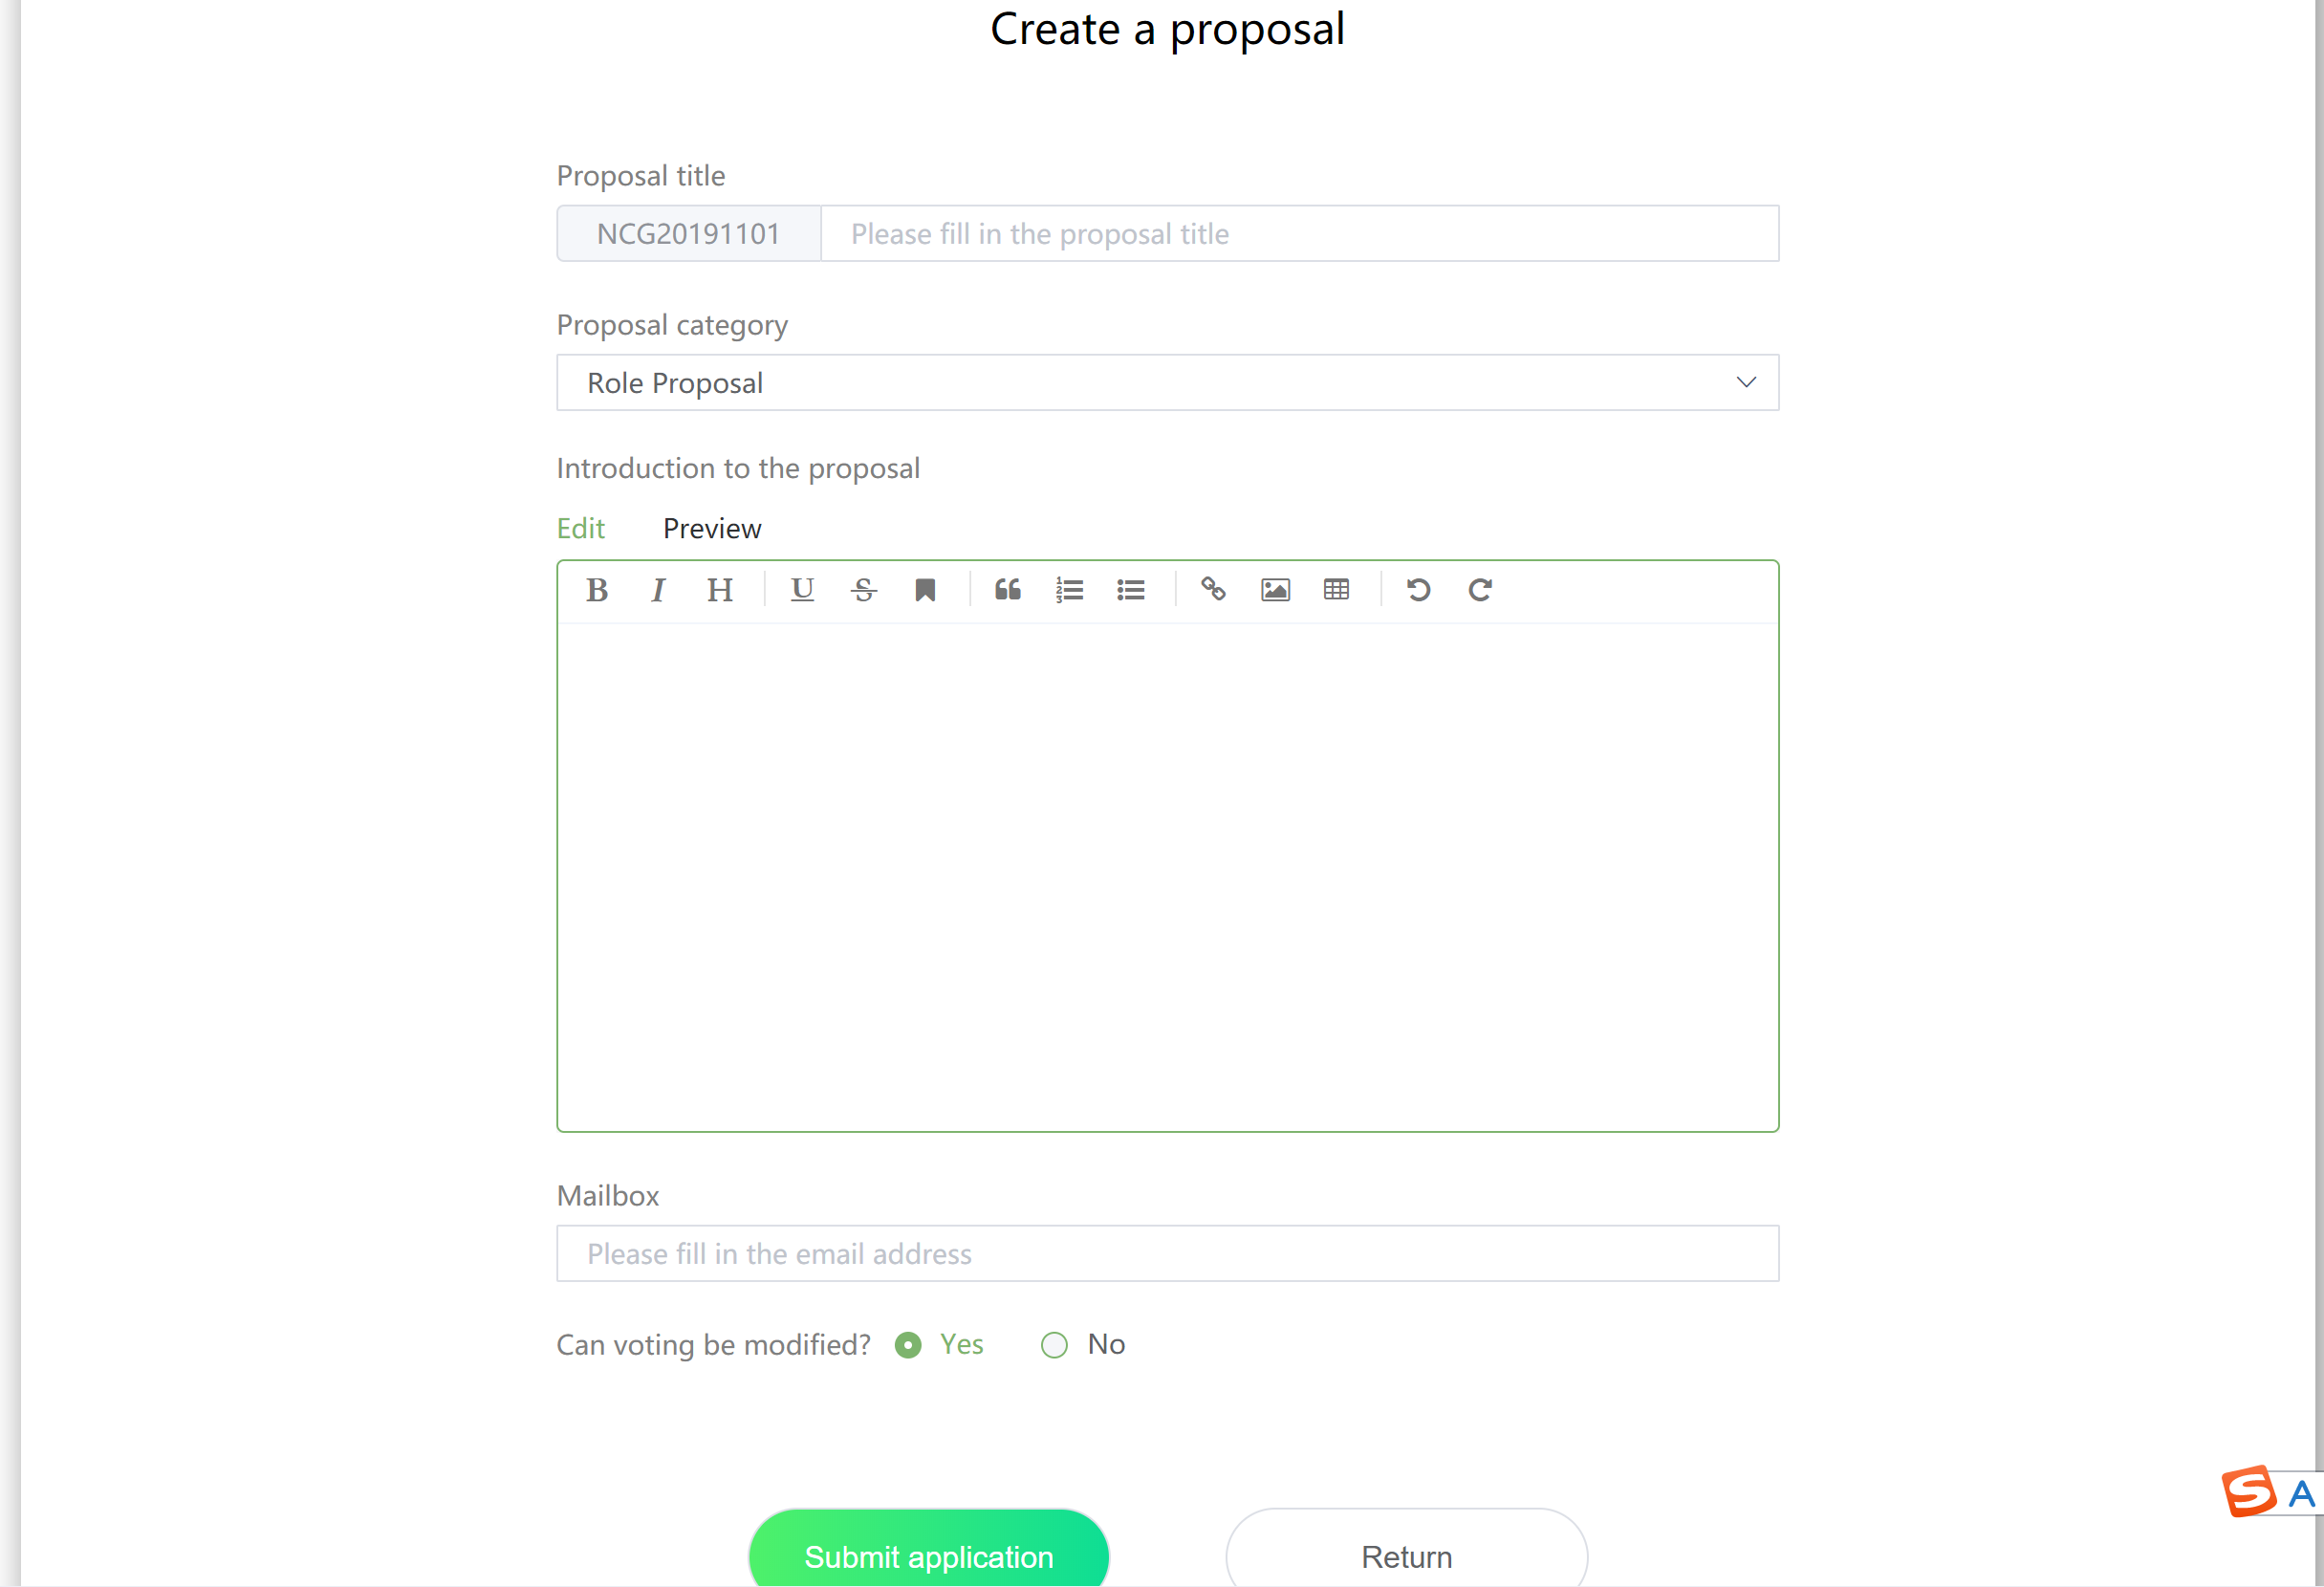 Create a proposal
Proposal title
NCG20191101 Please fill in the proposal title
Proposal category
Role Proposal
Introduction to the proposal
Edit Preview
B I H U S
Mailbox
Please fill in the email address
Can voting be modified? Yes No
S A
Submit application Return